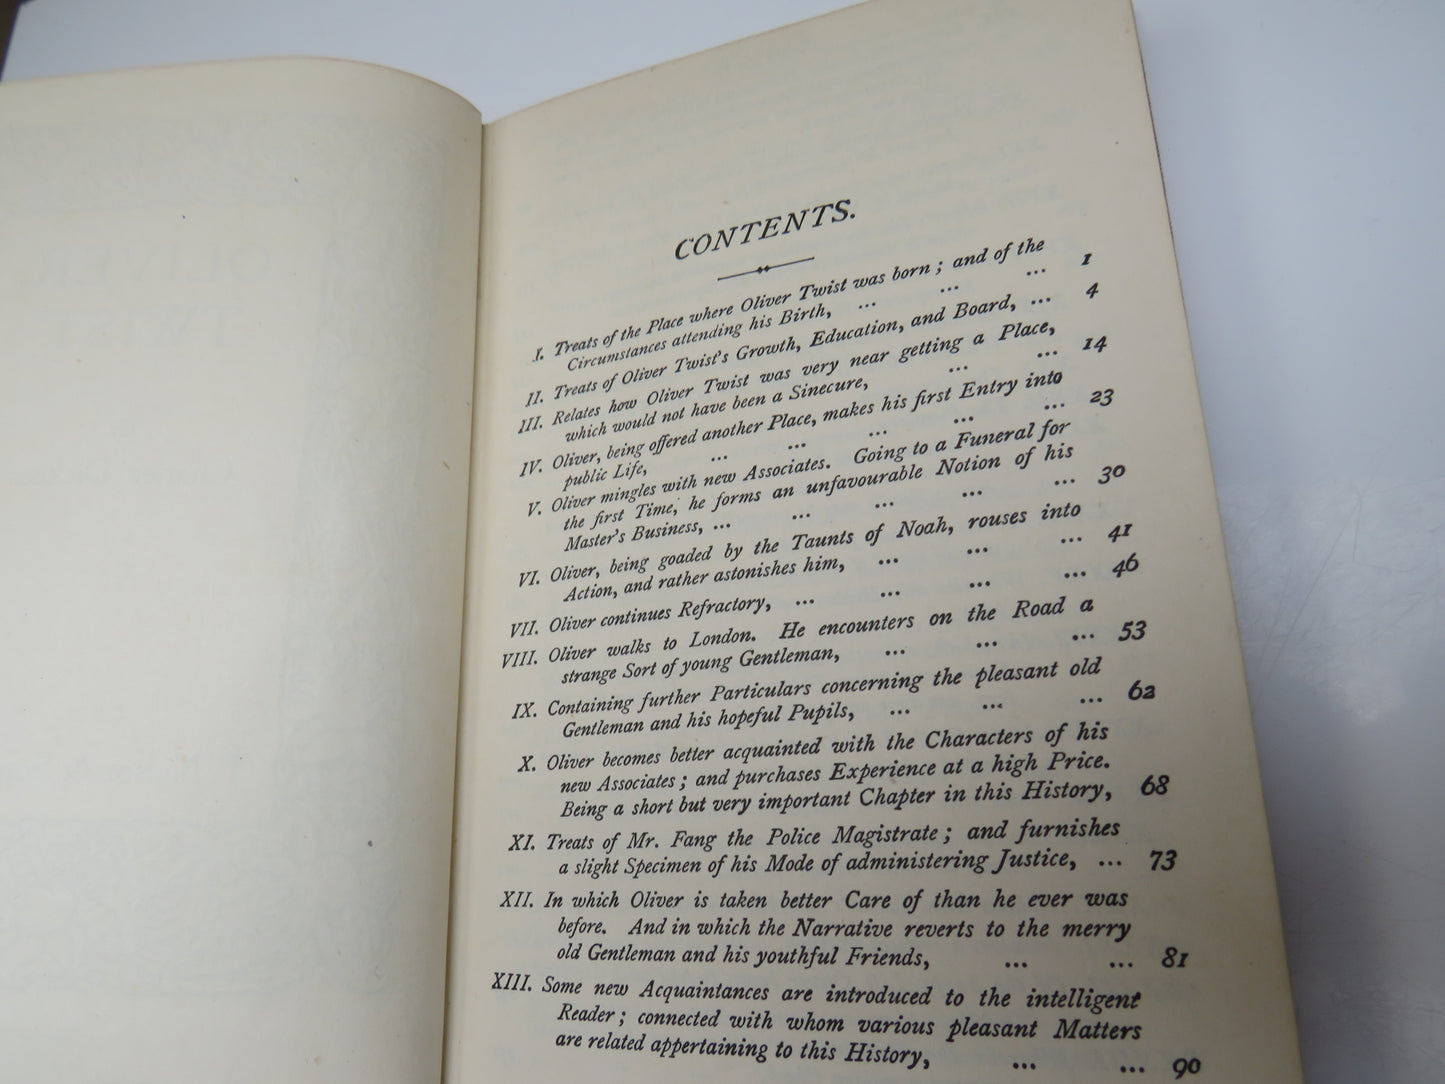 CONTENTS.
I. Treats of the Place where Oliver Twist was born; and of the
Circumstances attending his Birth, ... ... ... 1
II. Treats of Oliver Twist's Growth, Education, and Board, ... 4
III. Relates how Oliver Twist was very near getting a Place,
which would not have been a Sinecure, ... ... 14
IV. Oliver, being offered another Place, makes his first Entry into
public Life, ... ... ... ... ... 23
V. Oliver mingles with new Associates. Going to a Funeral for
the first Time, he forms an unfavourable Notion of his
Master's Business, ... ... ... ... ... 30
VI. Oliver, being goaded by the Taunts of Noah, rouses into
Action, and rather astonishes him, ... ... ... 41
VII. Oliver continues Refractory, ... ... ... ... 46
VIII. Oliver walks to London. He encounters on the Road a
strange Sort of young Gentleman, ... ... ... 53
IX. Containing further Particulars concerning the pleasant old
Gentleman and his hopeful Pupils, ... ... ... 62
X. Oliver becomes better acquainted with the Characters of his
new Associates; and purchases Experience at a high Price.
Being a short but very important Chapter in this History, 68
XI. Treats of Mr. Fang the Police Magistrate; and furnishes
a slight Specimen of his Mode of administering Justice, ... 73
XII. In which Oliver is taken better Care of than he ever was
before. And in which the Narrative reverts to the merry
old Gentleman and his youthful Friends, ... ... 81
XIII. Some new Acquaintances are introduced to the intelligent
Reader; connected with whom various pleasant Matters
are related appertaining to this History, ... ... 90